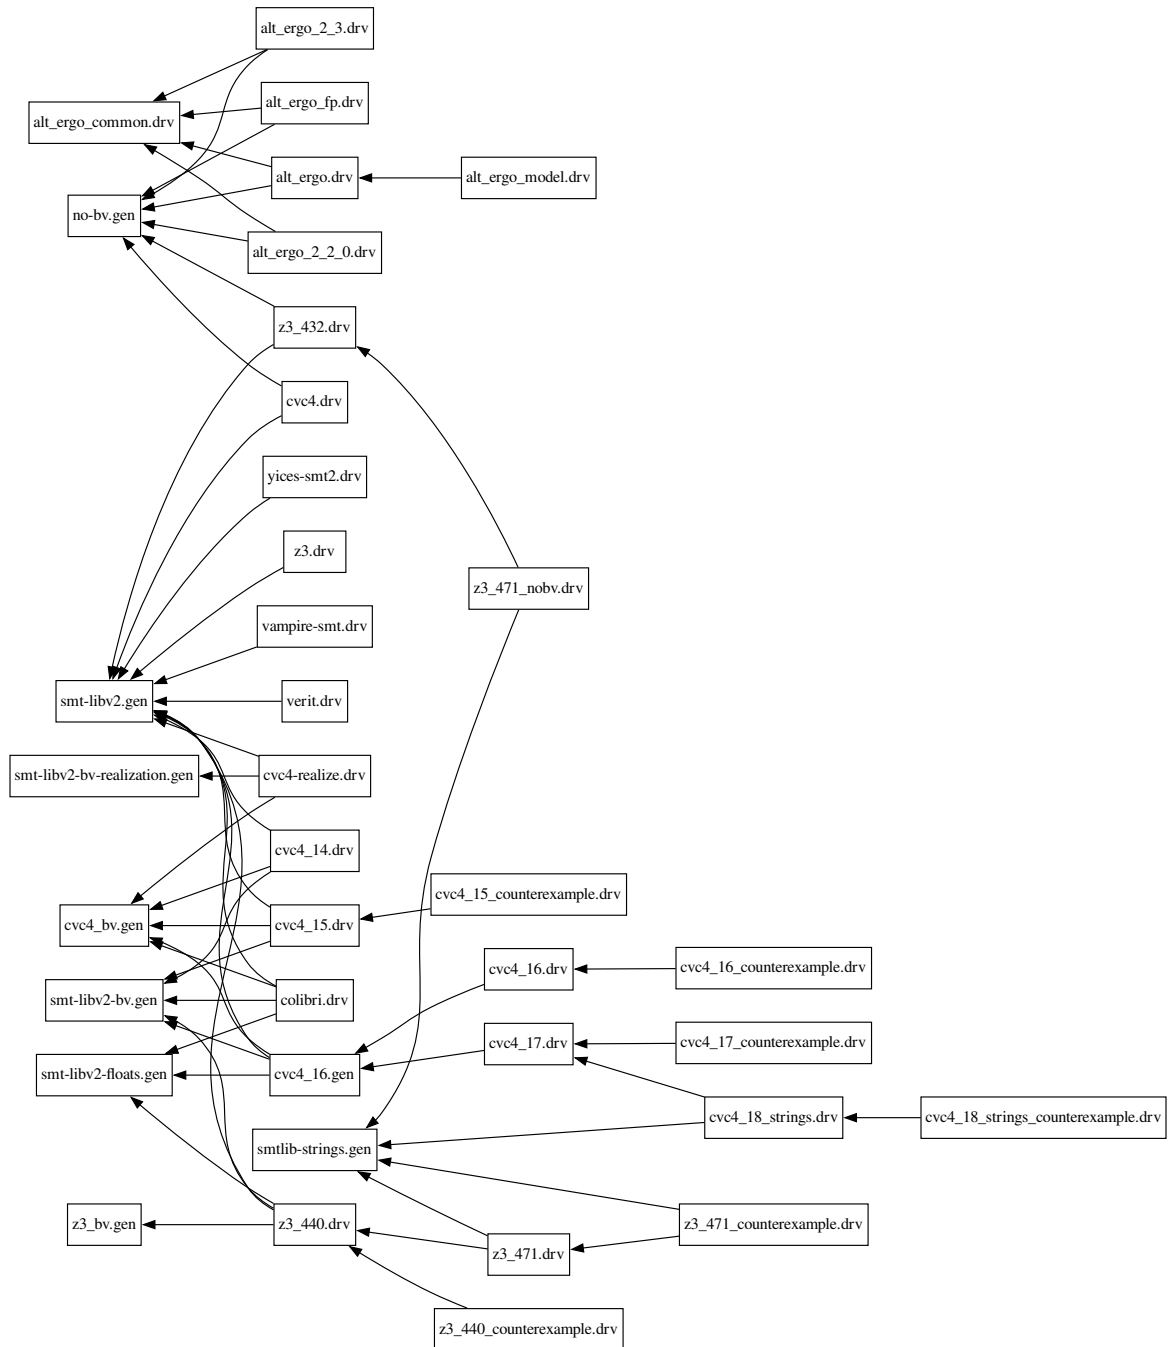 alt_ergo_2_3.drv
alt_ergo_fp.drv
alt_ergo_common.drv
alt_ergo.drv
alt_ergo_model.drv
no-bv.gen
alt_ergo_2_2_0.drv
z3_432.drv
cvc4.drv
yices-smt2.drv
z3.drv
z3_471_nobv.drv
vampire-smt.drv
smt-libv2.gen
verit.drv
smt-libv2-bv-realization.gen
cvc4-realize.drv
cvc4_14.drv
cvc4_15_counterexample.drv
cvc4_bv.gen
cvc4_15.drv
cvc4_16.drv
cvc4_16_counterexample.drv
smt-libv2-bv.gen
colibri.drv
cvc4_17.drv
cvc4_17_counterexample.drv
smt-libv2-floats.gen
cvc4_16.gen
cvc4_18_strings.drv
cvc4_18_strings_counterexample.drv
smtlib-strings.gen
z3_bv.gen
z3_440.drv
z3_471_counterexample.drv
z3_471.drv
z3_440_counterexample.drv